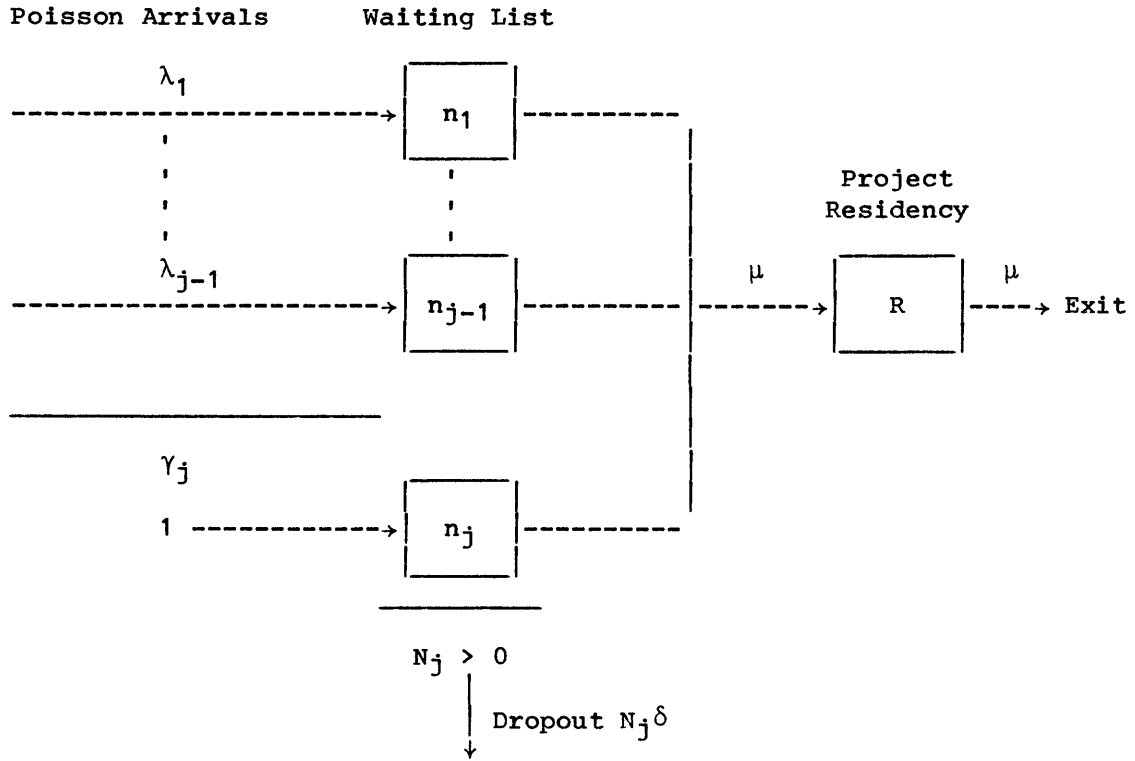 Poisson Arrivals Waiting List
λ1
n1
Project
Residency
λj-1
μ
μ
nj-1
R
Exit
γj
1
nj
Nj > 0
Dropout Njδ